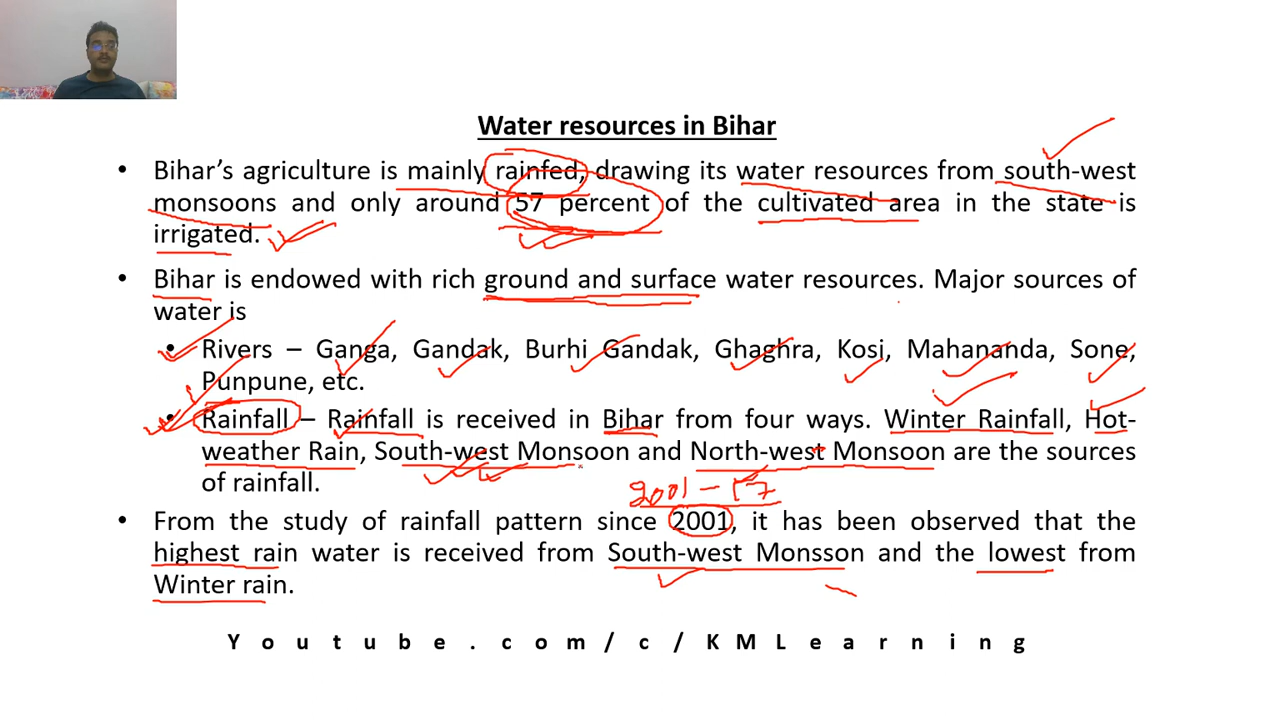 Water resources in Bihar
• Bihar's agriculture is mainly rainfed, drawing its water resources from south-west
monsoons and only around 57 percent of the cultivated area in the state is
irrigated.
• Bihar is endowed with rich ground and surface water resources. Major sources of
water is
• Rivers – Ganga, Gandak, Burhi Gandak, Ghaghra, Kosi, Mahananda, Sone,
Punpune, etc.
• Rainfall – Rainfall is received in Bihar from four ways. Winter Rainfall, Hot-
weather Rain, South-west Monsoon and North-west Monsoon are the sources
of rainfall.
2001 – 17
• From the study of rainfall pattern since 2001, it has been observed that the
highest rain water is received from South-west Monsson and the lowest from
Winter rain.
Youtube.com/c/KMLearning